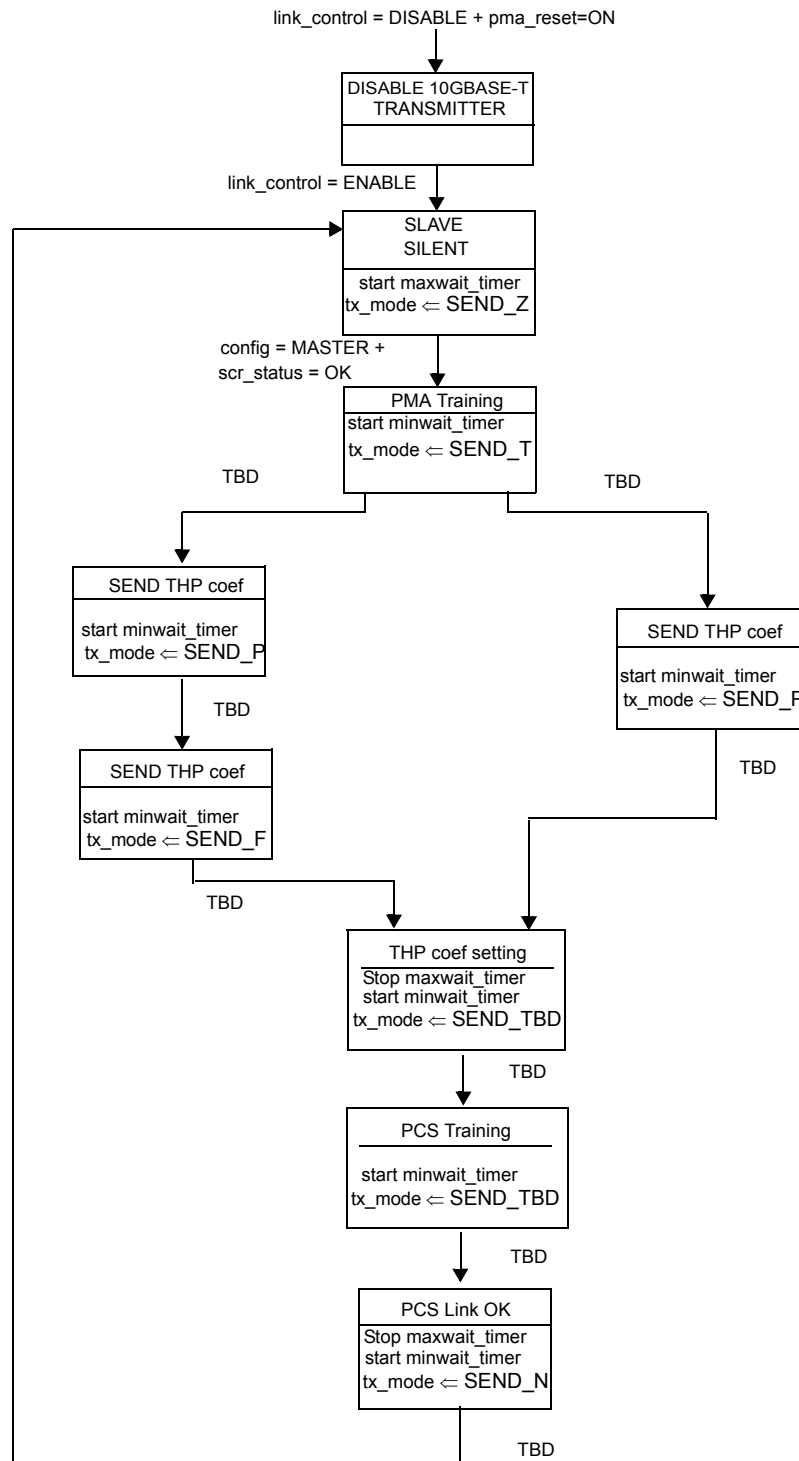 link_control = DISABLE + pma_reset=ON
DISABLE 10GBASE-T
TRANSMITTER
link_control = ENABLE
SLAVE
SILENT
start maxwait_timer
tx_mode ⇐ SEND_Z
config = MASTER +
scr_status = OK
PMA Training
start minwait_timer
tx_mode ⇐ SEND_T
TBD
TBD
SEND THP coef
start minwait_timer
tx_mode ⇐ SEND_P
SEND THP coef
start minwait_timer
tx_mode ⇐ SEND_F
TBD
SEND THP coef
start minwait_timer
tx_mode ⇐ SEND_F
TBD
TBD
THP coef setting
Stop maxwait_timer
start minwait_timer
tx_mode ⇐ SEND_TBD
TBD
PCS Training
start minwait_timer
tx_mode ⇐ SEND_TBD
TBD
PCS Link OK
Stop maxwait_timer
start minwait_timer
tx_mode ⇐ SEND_N
TBD